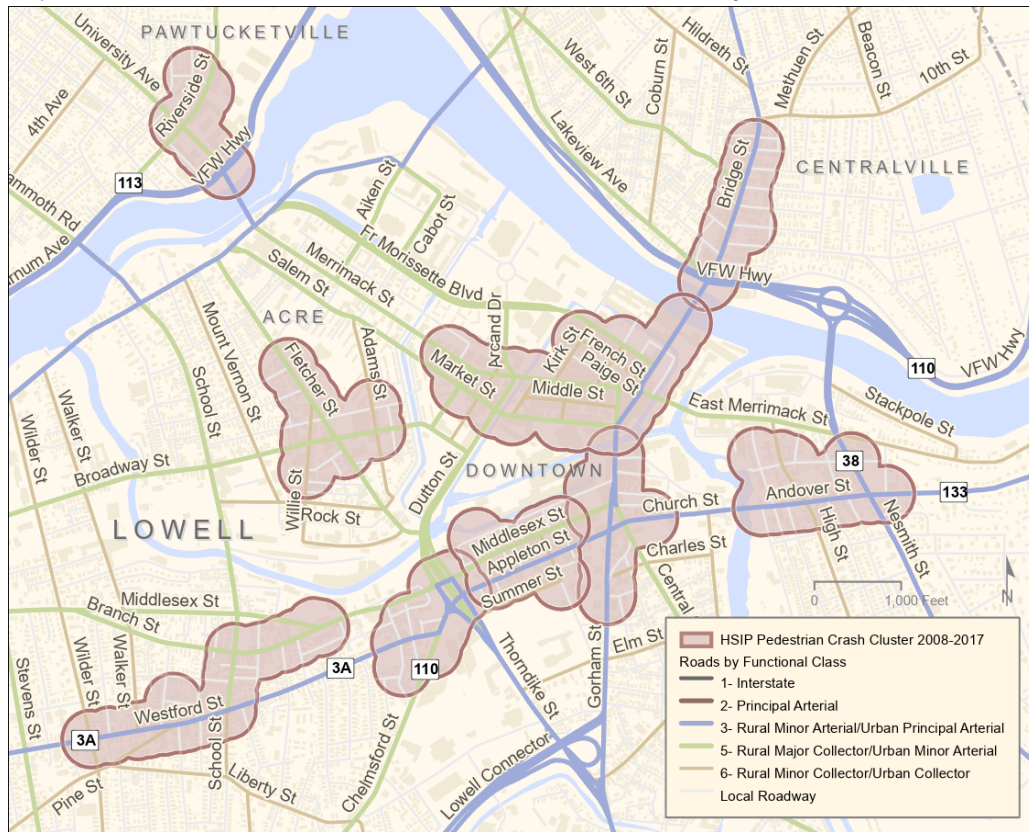 PAWTUCKETVILLE
University Ave
Riverside St
4th Ave
VFW Hwy
113
ammoth Rd
arnum Ave
West 6th St
Coburn St
Hildreth St
Methuen St
Beacon St
10th St
Lakeview Ave
Bridge St
CENTRALVILLE
VFW Hwy
110
VFW Hwy
Aiken St
Cabot St
Fr Morissette Blvd
Merrimack St
Salem St
ACRE
Mount Vernon St
Fletcher St
Adams St
Arcand Dr
Kirk St
French St
Paige St
Market St
Middle St
East Merrimack St
Stackpole St
School St
Walker St
Wilder St
Broadway St
Willie St
Rock St
Dutton St
DOWNTOWN
38
Andover St
133
High St
Nesmith St
Church St
Charles St
Central
LOWELL
Middlesex St
Appleton St
Summer St
Middlesex St
Branch St
Stevens St
Wilder St
Walker St
3A
Westford St
3A
110
School St
Pine St
Liberty St
Chelmsford St
Thorndike St
Gorham St
Elm St
Lowell Connector
0 1,000 Feet
N
HSIP Pedestrian Crash Cluster 2008-2017
Roads by Functional Class
1- Interstate
2- Principal Arterial
3- Rural Minor Arterial/Urban Principal Arterial
5- Rural Major Collector/Urban Minor Arterial
6- Rural Minor Collector/Urban Collector
Local Roadway